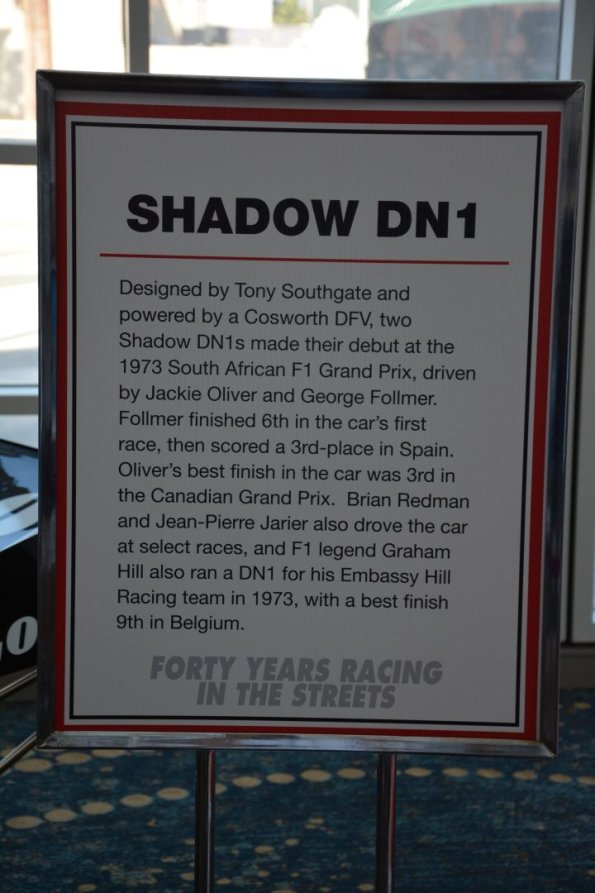 SHADOW DN1
Designed by Tony Southgate and
powered by a Cosworth DFV, two
Shadow DN1s made their debut at the
1973 South African F1 Grand Prix, driven
by Jackie Oliver and George Follmer.
Follmer finished 6th in the car's first
race, then scored a 3rd-place in Spain.
Oliver's best finish in the car was 3rd in
the Canadian Grand Prix.  Brian Redman
and Jean-Pierre Jarier also drove the car
at select races, and F1 legend Graham
Hill also ran a DN1 for his Embassy Hill
Racing team in 1973, with a best finish
9th in Belgium.
FORTY YEARS RACING
IN THE STREETS